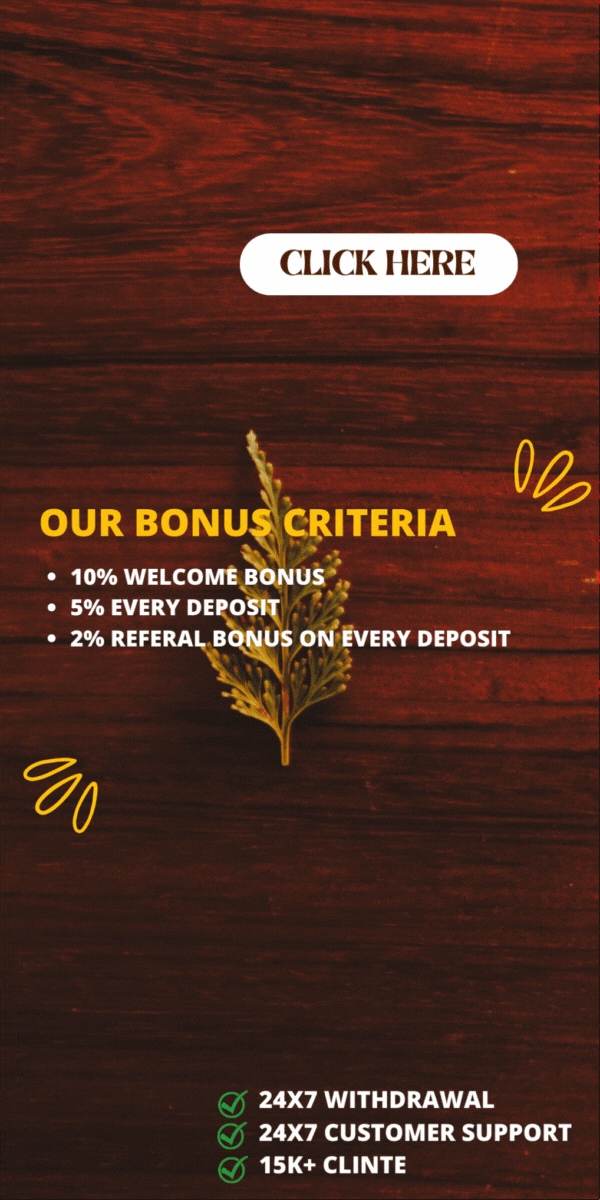 CLICK HERE
OUR BONUS CRITERIA
• 10% WELCOME BONUS
• 5% EVERY DEPOSIT
• 2% REFERAL BONUS ON EVERY DEPOSIT
24X7 WITHDRAWAL
24X7 CUSTOMER SUPPORT
15K+ CLINTE